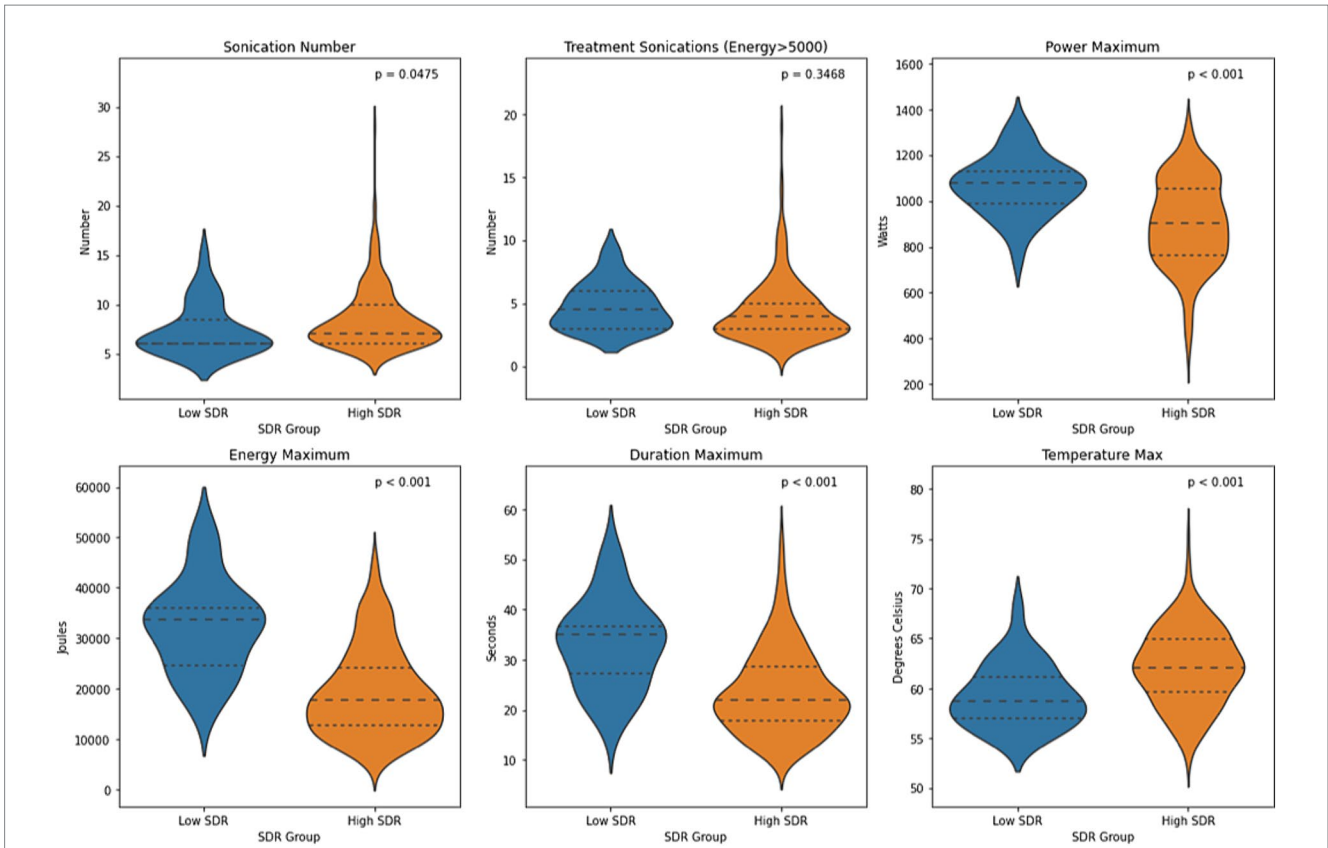 Sonication Number
p = 0.0475
30
25
20
15
10
5
Number
Low SDR
High SDR
SDR Group
Treatment Sonications (Energy>5000)
p = 0.3468
20
15
10
5
0
Number
Low SDR
High SDR
SDR Group
Power Maximum
p < 0.001
1600
1400
1200
1000
800
600
400
200
Watts
Low SDR
High SDR
SDR Group
Energy Maximum
p < 0.001
60000
50000
40000
30000
20000
10000
0
Joules
Low SDR
High SDR
SDR Group
Duration Maximum
p < 0.001
60
50
40
30
20
10
Seconds
Low SDR
High SDR
SDR Group
Temperature Max
p < 0.001
80
75
70
65
60
55
50
Degrees Celsius
Low SDR
High SDR
SDR Group